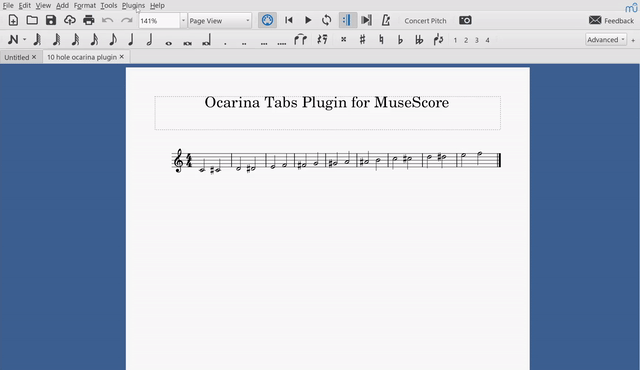 File Edit View Add Format Tools Plugins Help
141% Page View Concert Pitch Feedback
1 2 3 4 Advanced +
Untitled × 10 hole ocarina plugin ×
Ocarina Tabs Plugin for MuseScore